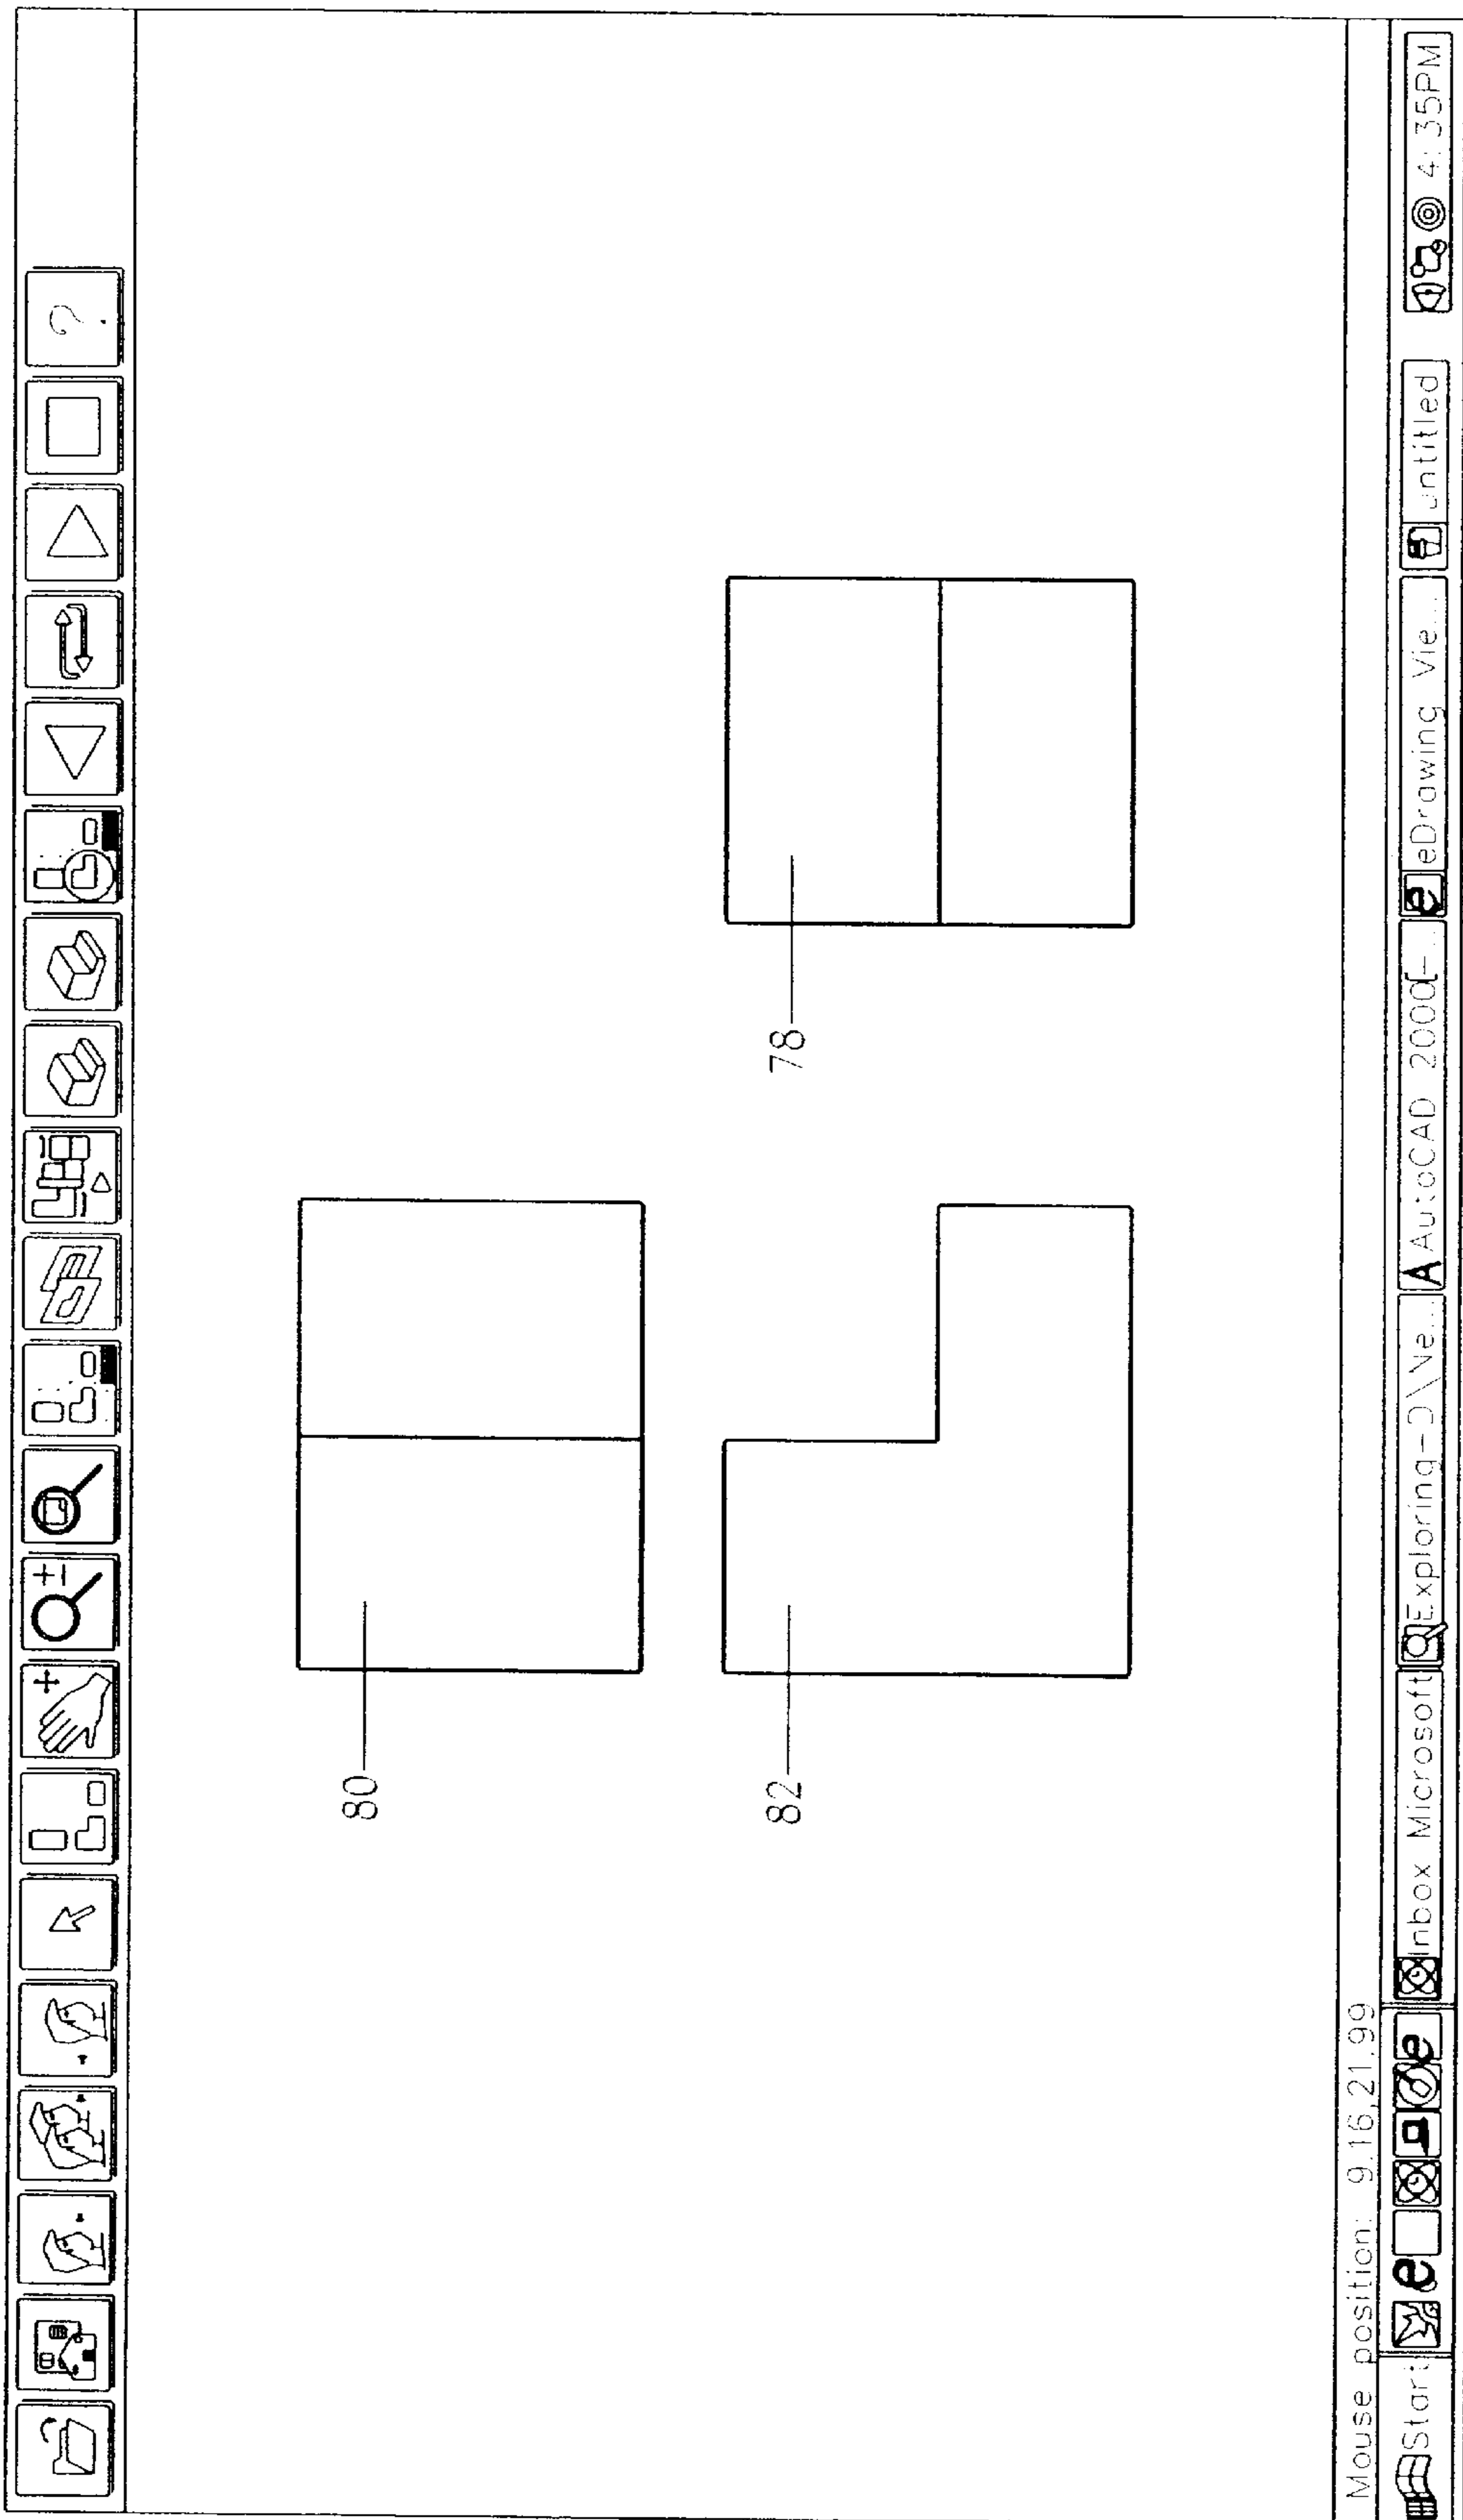 ?
80
78
82
Mouse position: 9.16,21.99
Start Inbox Microsoft Exploring-D\Ne... A AutoCAD 2000[-... eDrawing Vie... untitled 4:35PM